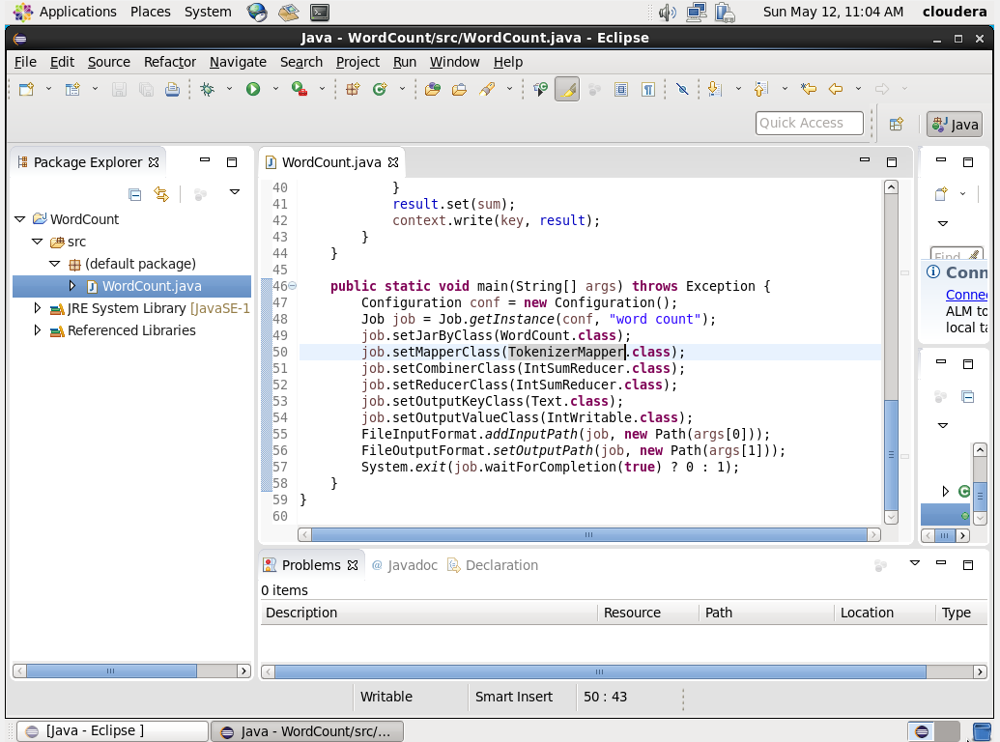 Applications Places System Sun May 12, 11:04 AM cloudera
Java - WordCount/src/WordCount.java - Eclipse
File Edit Source Refactor Navigate Search Project Run Window Help
Quick Access Java
Package Explorer
WordCount
src
(default package)
WordCount.java
JRE System Library [JavaSE-1
Referenced Libraries
WordCount.java
40 }
41 result.set(sum);
42 context.write(key, result);
43 }
44 }
45
46 public static void main(String[] args) throws Exception {
47 Configuration conf = new Configuration();
48 Job job = Job.getInstance(conf, "word count");
49 job.setJarByClass(WordCount.class);
50 job.setMapperClass(TokenizerMapper.class);
51 job.setCombinerClass(IntSumReducer.class);
52 job.setReducerClass(IntSumReducer.class);
53 job.setOutputKeyClass(Text.class);
54 job.setOutputValueClass(IntWritable.class);
55 FileInputFormat.addInputPath(job, new Path(args[0]));
56 FileOutputFormat.setOutputPath(job, new Path(args[1]));
57 System.exit(job.waitForCompletion(true) ? 0 : 1);
58 }
59 }
60
Find
Conn
Conne
ALM to
local ta
Problems Javadoc Declaration
0 items
Description Resource Path Location Type
Writable Smart Insert 50 : 43
[Java - Eclipse ] Java - WordCount/src/...